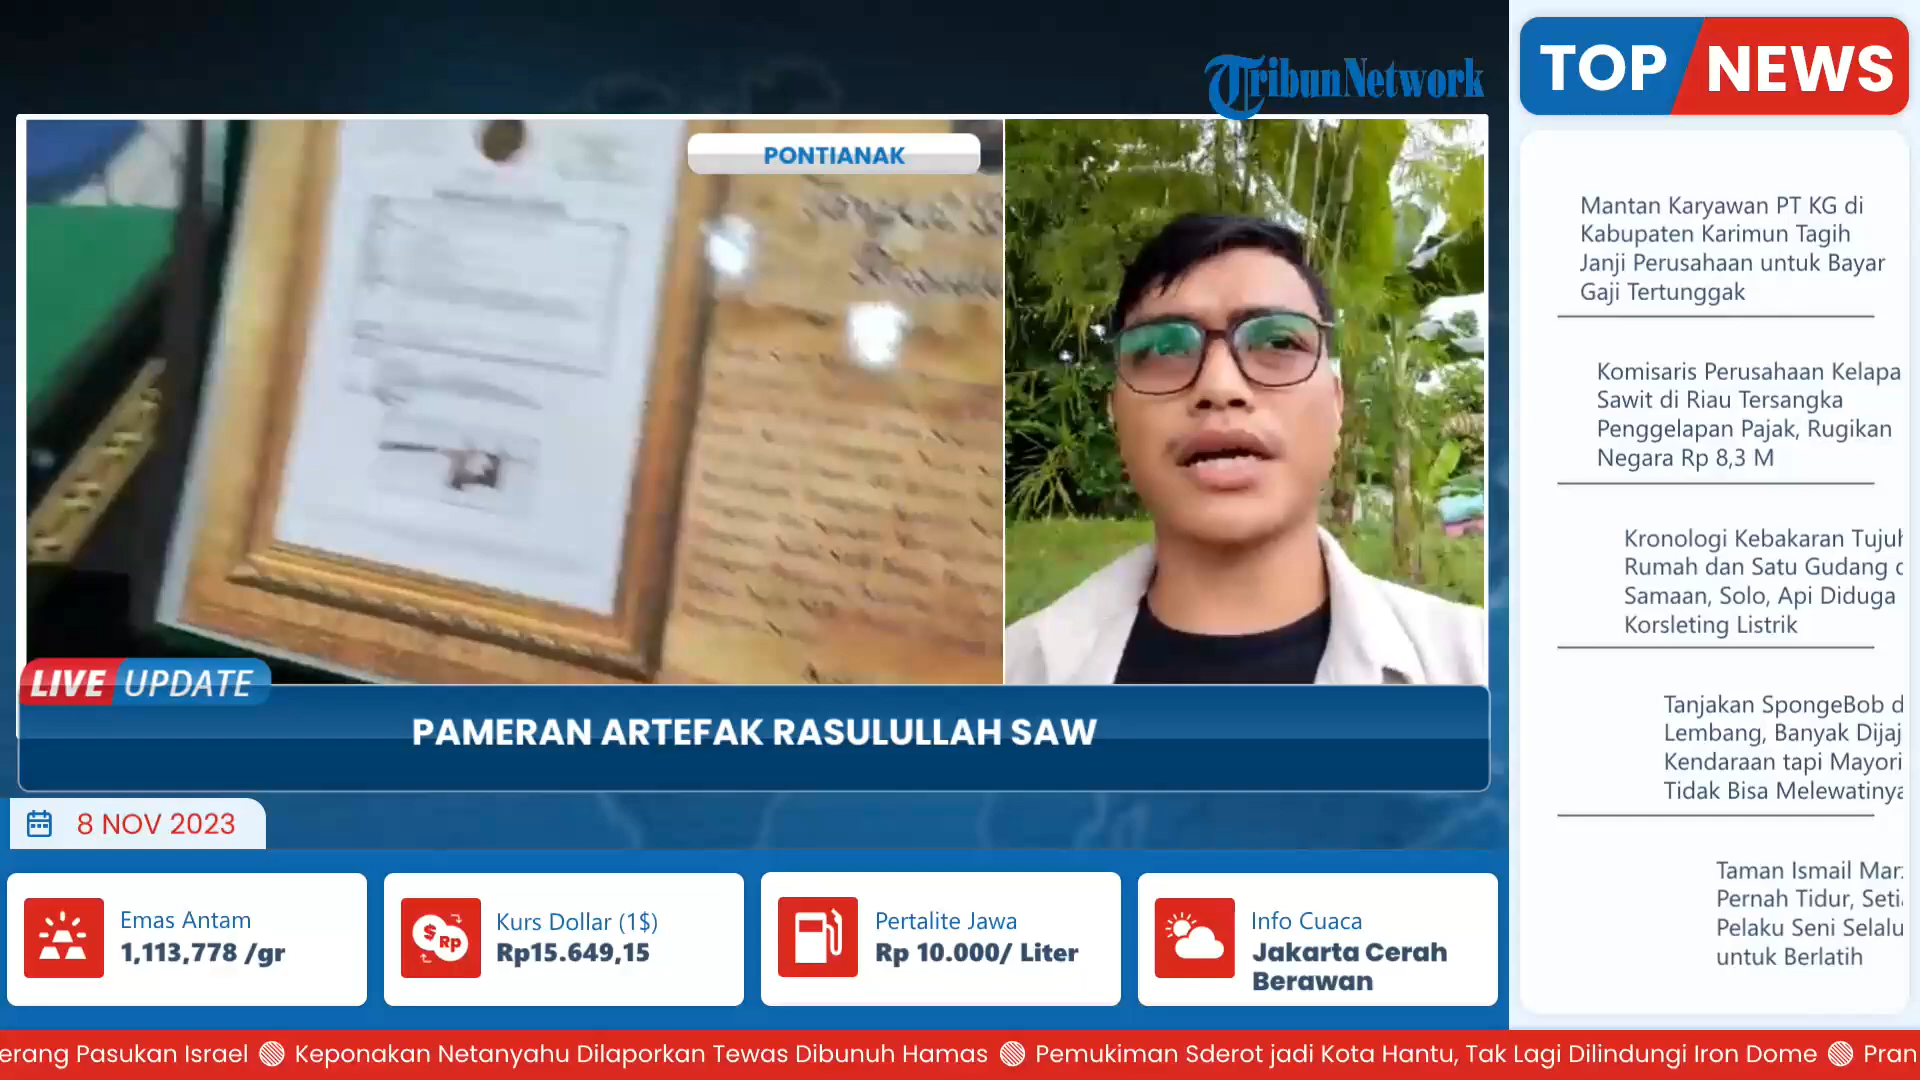 TribunNetwork
PONTIANAK
LIVE UPDATE
PAMERAN ARTEFAK RASULULLAH SAW
8 NOV 2023
Emas Antam
1,113,778 /gr
Kurs Dollar (1$)
Rp15.649,15
Pertalite Jawa
Rp 10.000/ Liter
Info Cuaca
Jakarta Cerah
Berawan
TOP NEWS
Mantan Karyawan PT KG di
Kabupaten Karimun Tagih
Janji Perusahaan untuk Bayar
Gaji Tertunggak
Komisaris Perusahaan Kelapa
Sawit di Riau Tersangka
Penggelapan Pajak, Rugikan
Negara Rp 8,3 M
Kronologi Kebakaran Tujuh
Rumah dan Satu Gudang
Samaan, Solo, Api Diduga
Korsleting Listrik
Tanjakan SpongeBob
Lembang, Banyak
Kendaraan tapi
Tidak Bisa Melewatinya
Taman Ismail
Pernah Tidur,
Pelaku Seni Selalu
untuk Berlatih
erang Pasukan Israel Keponakan Netanyahu Dilaporkan Tewas Dibunuh Hamas Pemukiman Sderot jadi Kota Hantu, Tak Lagi Dilindungi Iron Dome Pran